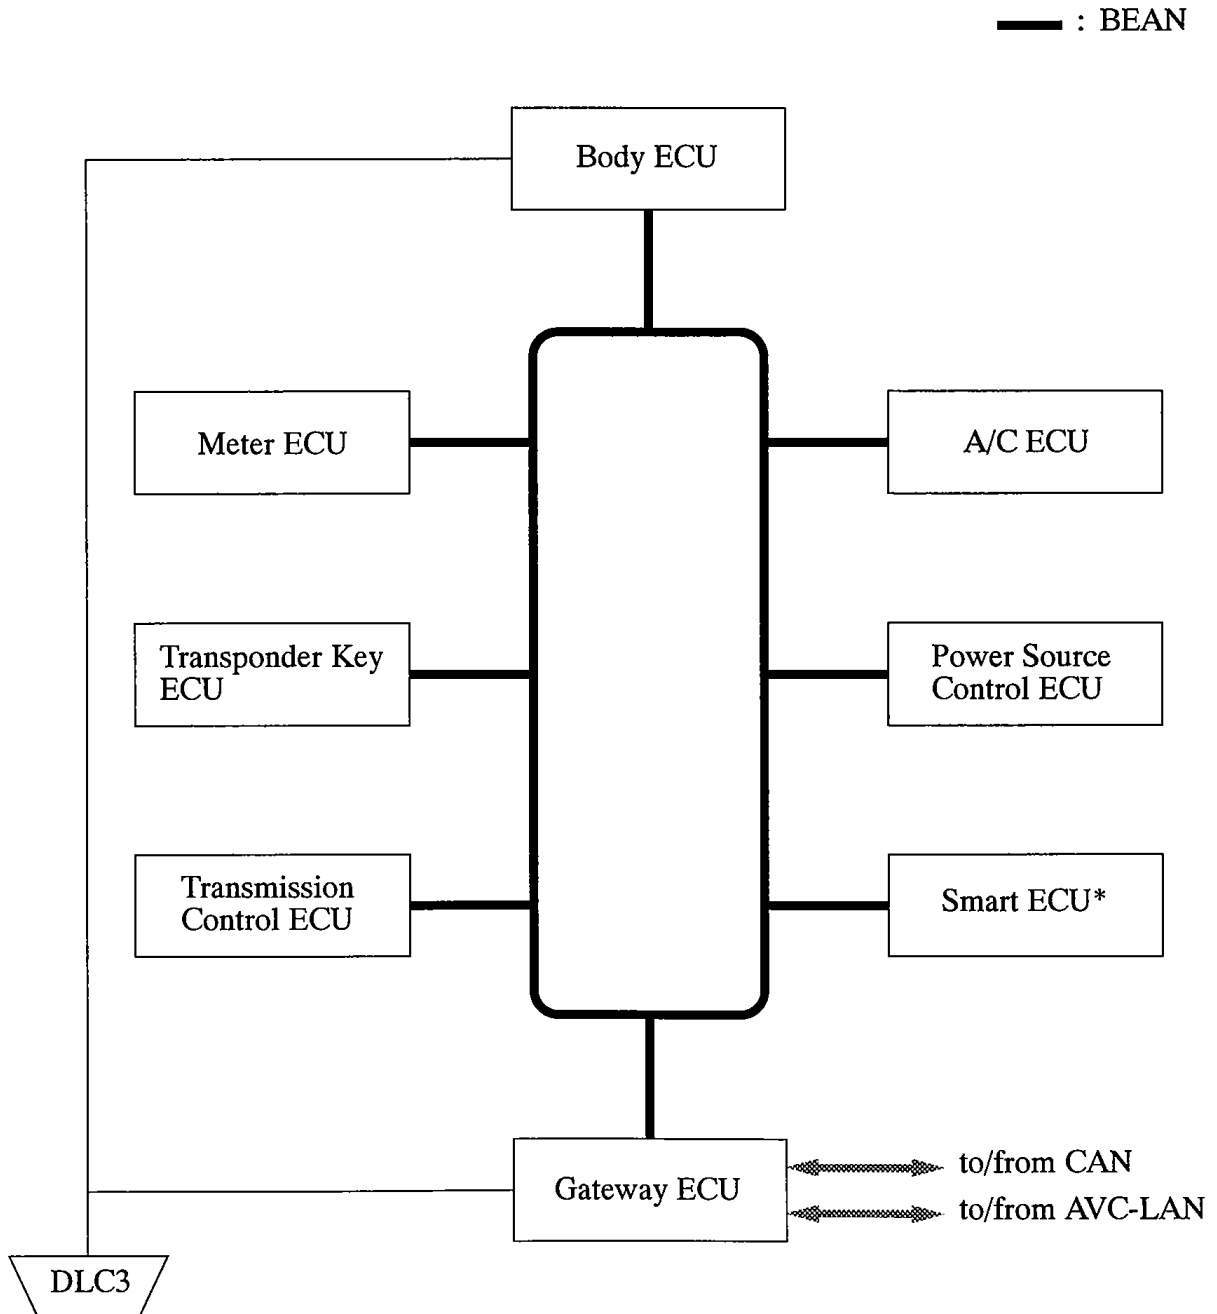 : BEAN
Body ECU
Meter ECU
A/C ECU
Transponder Key
ECU
Power Source
Control ECU
Transmission
Control ECU
Smart ECU*
Gateway ECU
to/from CAN
to/from AVC-LAN
DLC3